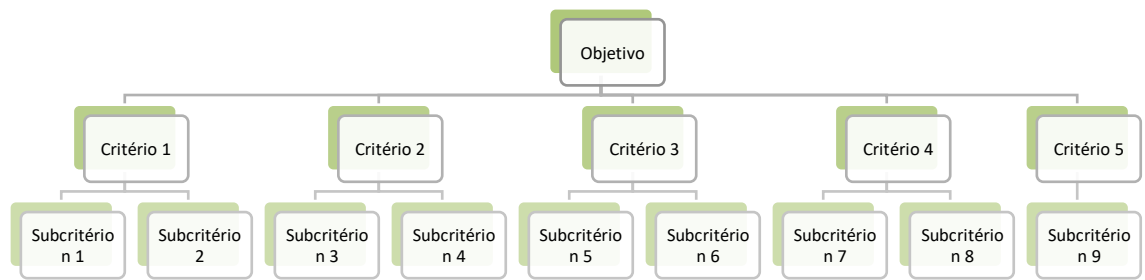 Objetivo
Critério 1
Critério 2
Critério 3
Critério 4
Critério 5
Subcritério
n 1
Subcritério
2
Subcritério
n 3
Subcritério
n 4
Subcritério
n 5
Subcritério
n 6
Subcritério
n 7
Subcritério
n 8
Subcritério
n 9